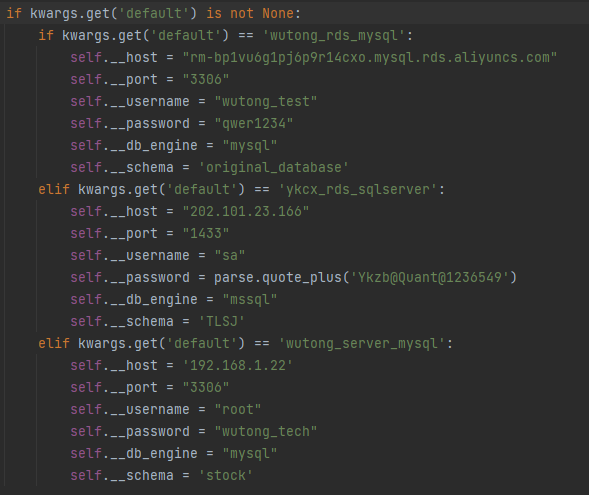 if kwargs.get('default') is not None:
if kwargs.get('default') == 'wutong_rds_mysql':
self.__host = "rm-bp1vu6g1pj6p9r14cxo.mysql.rds.aliyuncs.com"
self.__port = "3306"
self.__username = "wutong_test"
self.__password = "qwer1234"
self.__db_engine = "mysql"
self.__schema = 'original_database'
elif kwargs.get('default') == 'ykcx_rds_sqlserver':
self.__host = "202.101.23.166"
self.__port = "1433"
self.__username = "sa"
self.__password = parse.quote_plus('Ykzb@Quant@1236549')
self.__db_engine = "mssql"
self.__schema = 'TLSJ'
elif kwargs.get('default') == 'wutong_server_mysql':
self.__host = '192.168.1.22'
self.__port = "3306"
self.__username = "root"
self.__password = "wutong_tech"
self.__db_engine = "mysql"
self.__schema = 'stock'